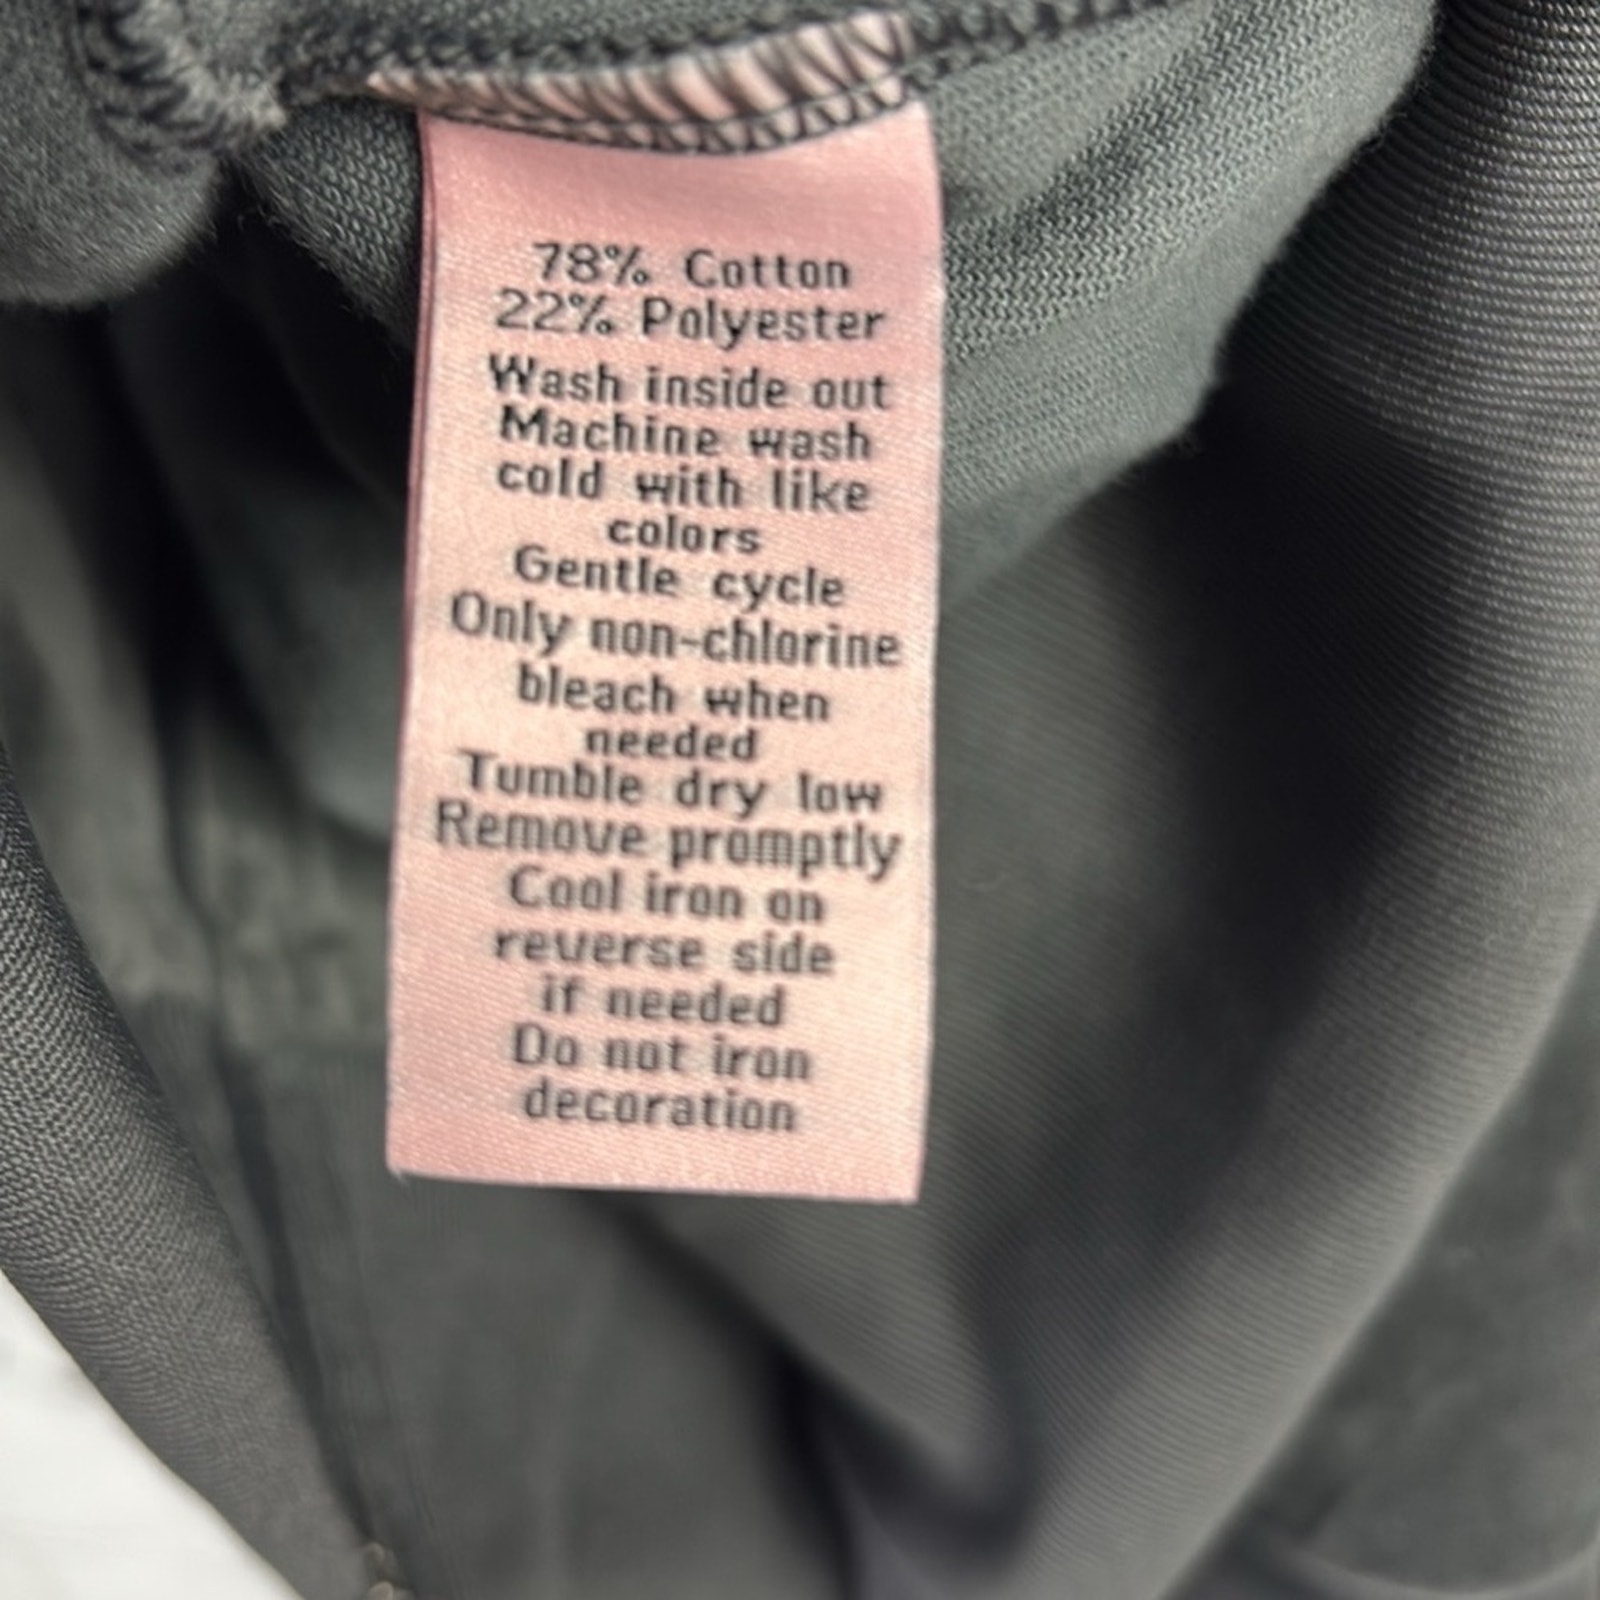 78% Cotton
22% Polyester
Wash inside out
Machine wash
cold with like
colors
Gentle cycle
Only non-chlorine
bleach when
needed
Tumble dry low
Remove promptly
Cool iron on
reverse side
if needed
Do not iron
decoration